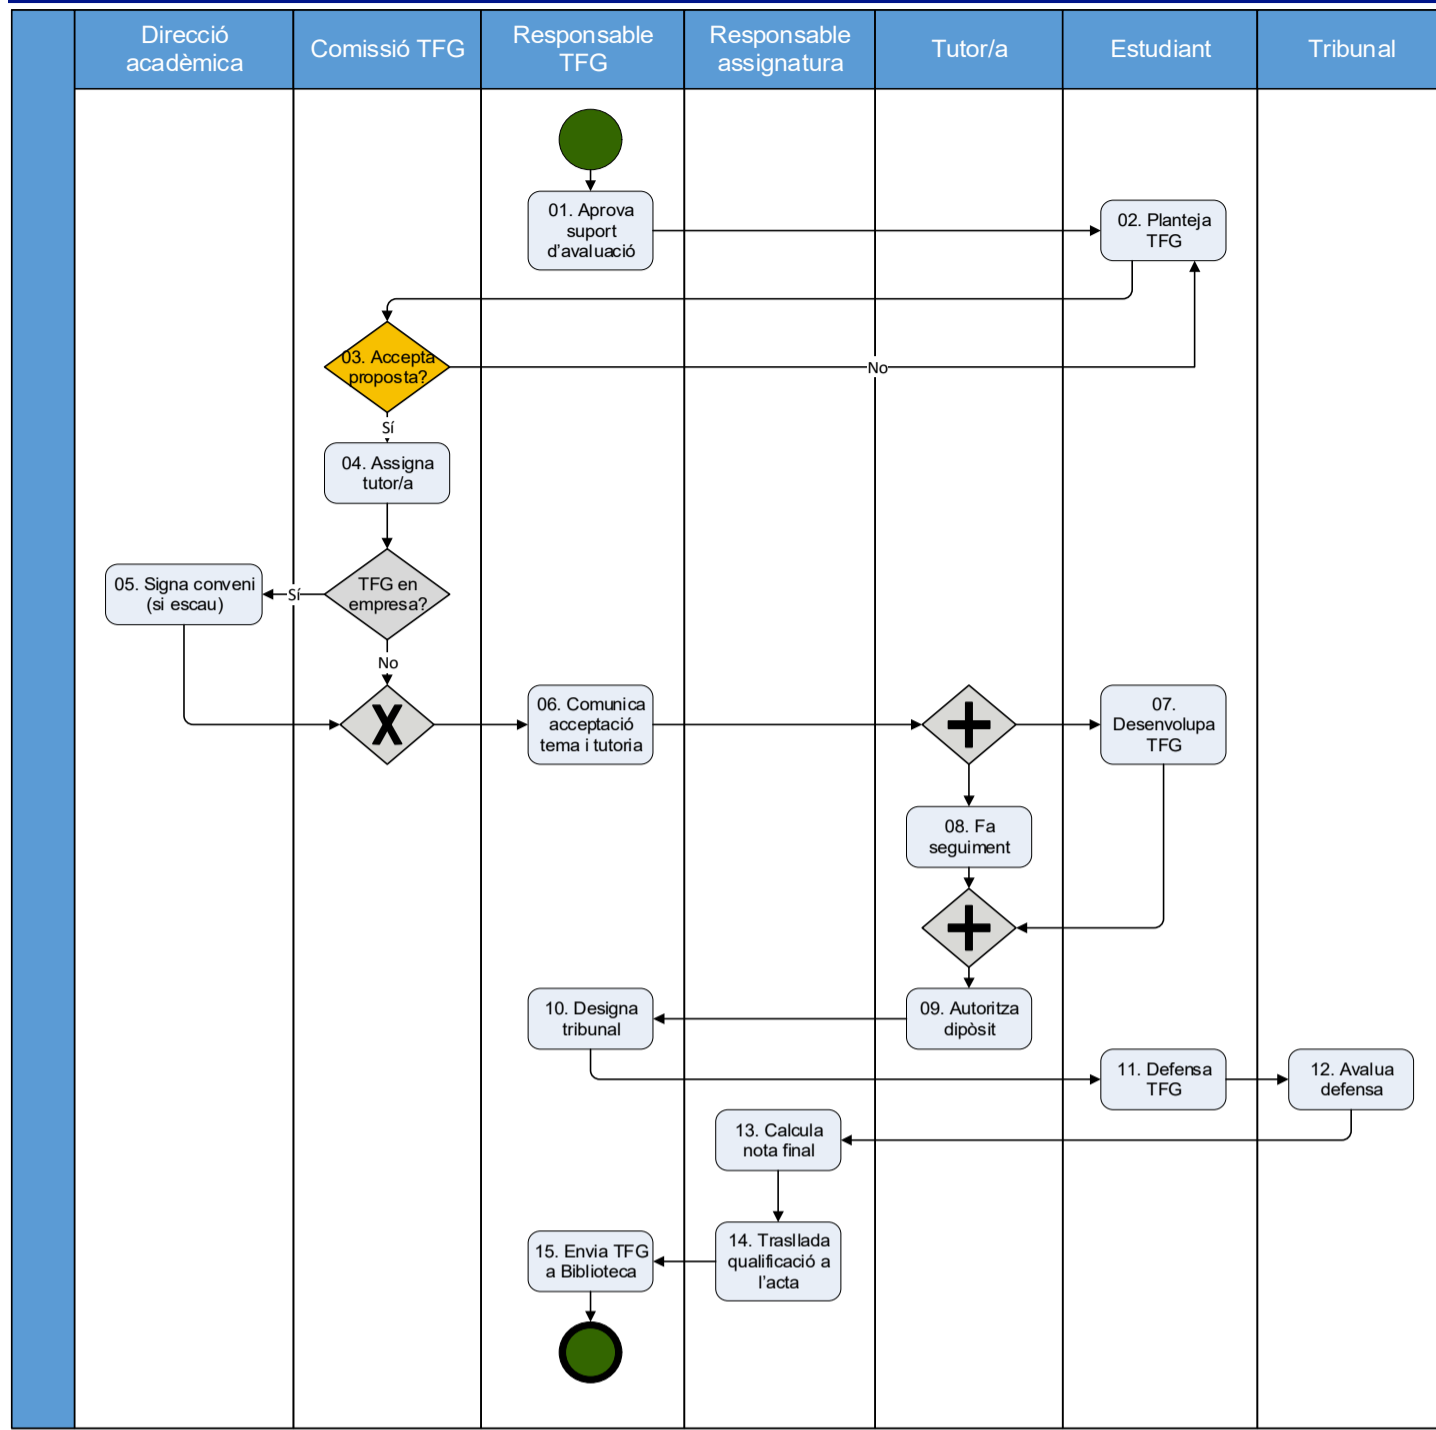 Direcció
acadèmica
Comissió TFG
Responsable
TFG
Responsable
assignatura
Tutor/a
Estudiant
Tribunal
01. Aprova
suport
d’avaluació
02. Planteja
TFG
03. Accepta
proposta?
No
Sí
04. Assigna
tutor/a
05. Signa conveni
(si escau)
Sí
TFG en
empresa?
No
X
06. Comunica
acceptació
tema i tutoria
07.
Desenvolupa
TFG
08. Fa
seguiment
09. Autoritza
dipòsit
10. Designa
tribunal
11. Defensa
TFG
12. Avalua
defensa
13. Calcula
nota final
14. Trasllada
qualificació a
l’acta
15. Envia TFG
a Biblioteca